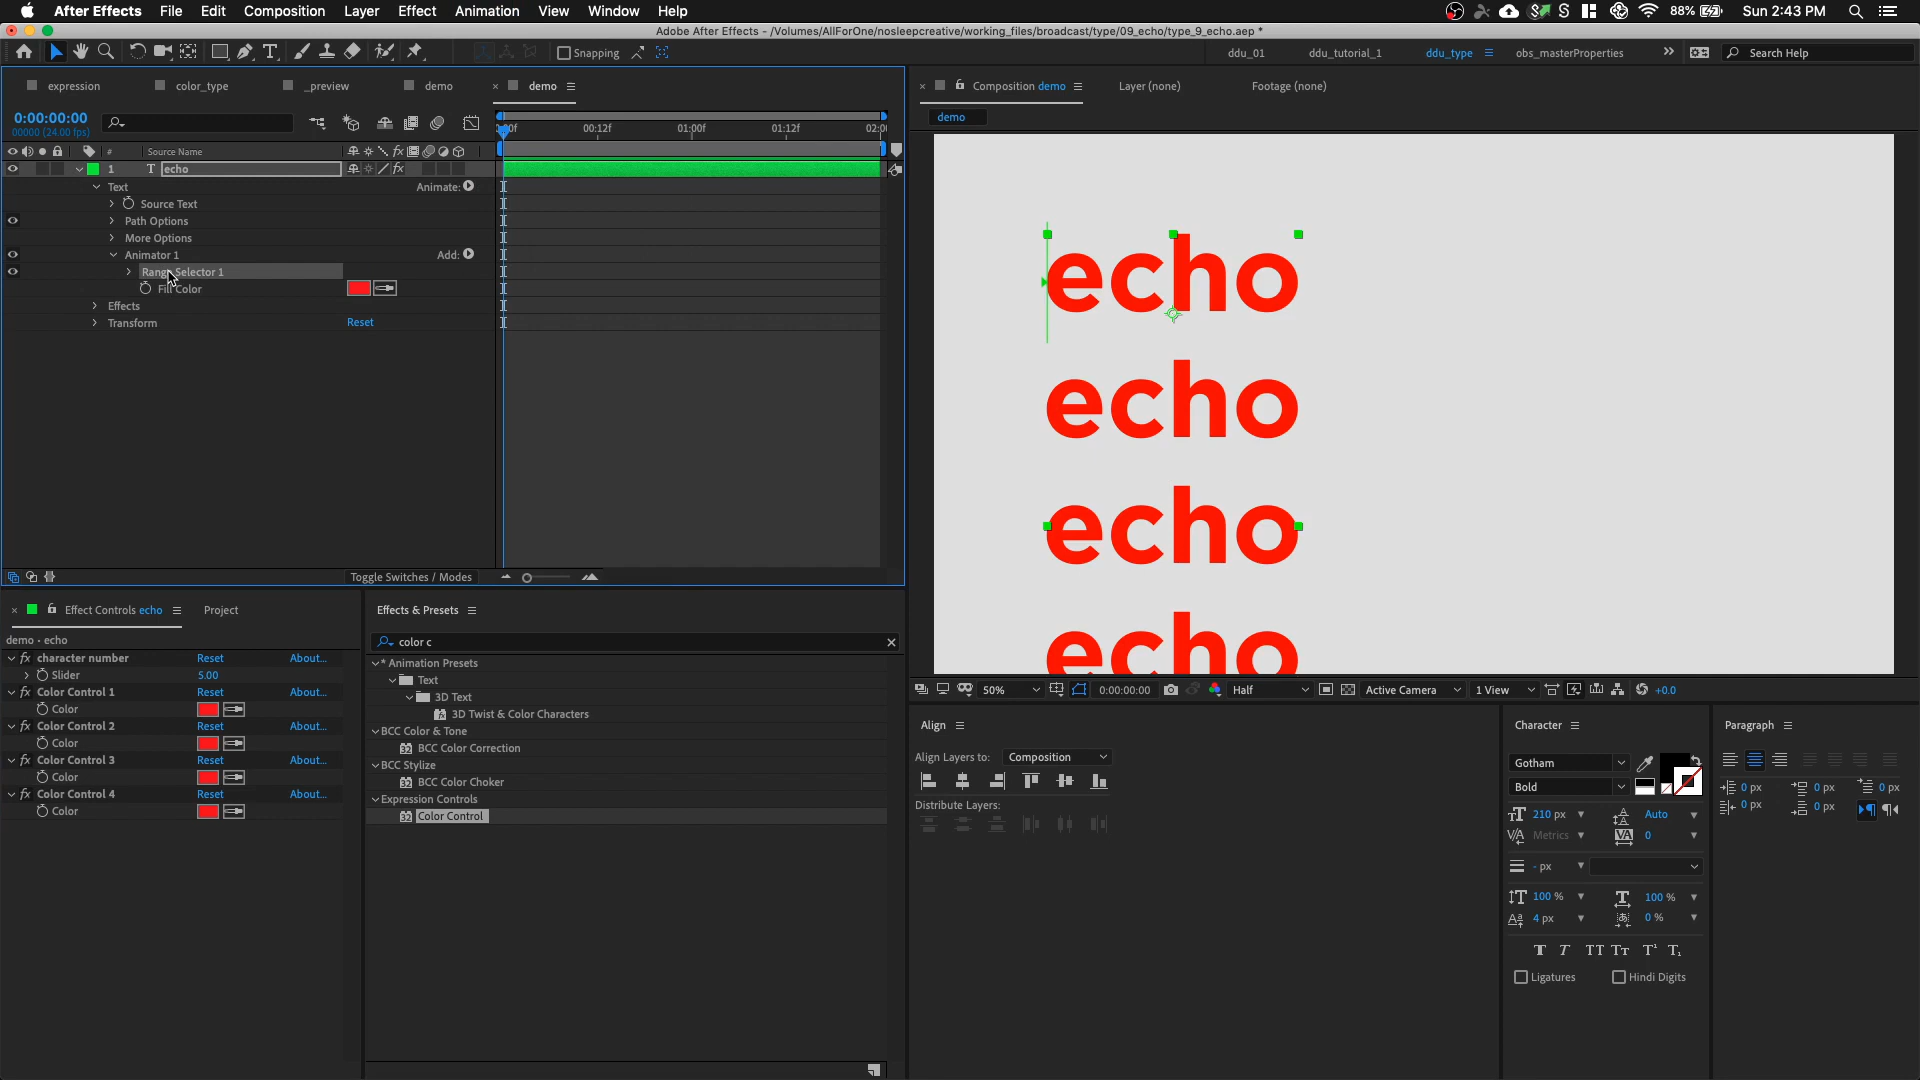 After Effects File Edit Composition Layer Effect Animation View Window Help 88% Sun 2:43 PM
Adobe After Effects - /Volumes/AllForOne/nosleepcreative/working_files/broadcast/type/09_echo/type_9_echo.aep *
Snapping ddu_01 ddu_tutorial_1 ddu_type obs_masterProperties Search Help
expression color_type _preview demo demo
Composition demo Layer (none) Footage (none)
0:00:00:00
00000 (24.00 fps)
00f 00:12f 01:00f 01:12f 02:00
demo
# Source Name
1 T echo
Text Animate:
Source Text
Path Options
More Options
Animator 1 Add:
Range Selector 1
Fill Color
Effects
Transform Reset
echo
echo
echo
echo
Toggle Switches / Modes
50% 0:00:00:00 Half Active Camera 1 View +0.0
Effect Controls echo Project
demo • echo
character number Reset About...
Slider 5.00
Color Control 1 Reset About...
Color
Color Control 2 Reset About...
Color
Color Control 3 Reset About...
Color
Color Control 4 Reset About...
Color
Effects & Presets
color c
* Animation Presets
Text
3D Text
3D Twist & Color Characters
BCC Color & Tone
BCC Color Correction
BCC Stylize
BCC Color Choker
Expression Controls
Color Control
Align
Align Layers to: Composition
Distribute Layers:
Character
Gotham
Bold
210 px Auto
Metrics 0
- px
100 % 100 %
4 px 0 %
T T TT Tt T¹ T₁
Ligatures Hindi Digits
Paragraph
0 px 0 px 0 px
0 px 0 px